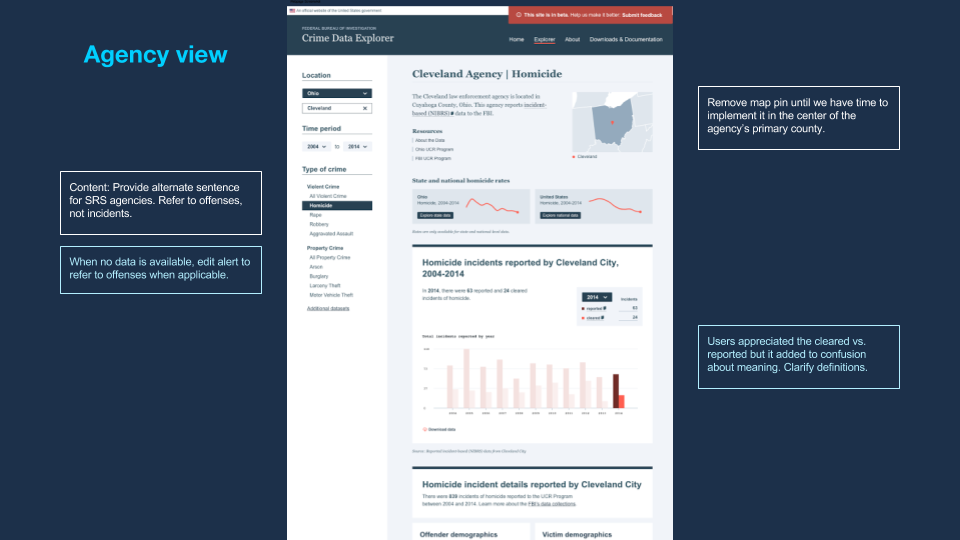 Agency view
Content: Provide alternate sentence
for SRS agencies. Refer to offenses,
not incidents.
When no data is available, edit alert to
refer to offenses when applicable.
An official website of the United States government
This site is in beta. Help us make it better. Submit feedback
FEDERAL BUREAU OF INVESTIGATION
Crime Data Explorer
Home Explorer About Downloads & Documentation
Location
Ohio
Cleveland
Time period
2004 to 2014
Type of crime
Violent Crime
All Violent Crime
Homicide
Rape
Robbery
Aggravated Assault
Property Crime
All Property Crime
Arson
Burglary
Larceny Theft
Motor Vehicle Theft
Additional datasets
Cleveland Agency | Homicide
The Cleveland law enforcement agency is located in
Cuyahoga County, Ohio. This agency reports incident-
based (NIBRS) data to the FBI.
Resources
About the Data
Ohio UCR Program
FBI UCR Program
Cleveland
State and national homicide rates
Ohio
Homicide, 2004-2014
Explore state data
United States
Homicide, 2004-2014
Explore national data
Rates are only available for state and national level data.
Homicide incidents reported by Cleveland City,
2004-2014
In 2014, there were 63 reported and 24 cleared
incidents of homicide.
2014 Incidents
reported 63
cleared 24
Total incidents reported by year
0
2004 2005 2006 2007 2008 2009 2010 2011 2012 2013 2014
Download data
Source: Reported incident-based (NIBRS) data from Cleveland City.
Homicide incident details reported by Cleveland City
There were 839 incidents of homicide reported to the UCR Program
between 2004 and 2014. Learn more about the FBI's data collections.
Offender demographics
Victim demographics
Remove map pin until we have time to
implement it in the center of the
agency's primary county.
Users appreciated the cleared vs.
reported but it added to confusion
about meaning. Clarify definitions.